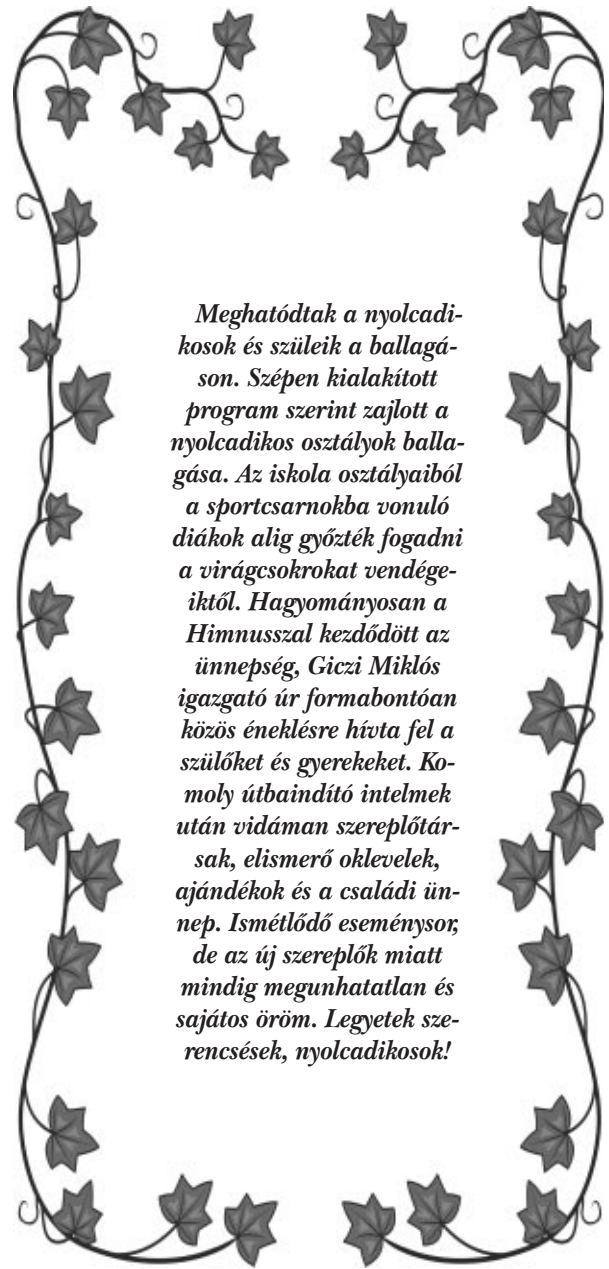 Meghatódtak a nyolcadi-
kosok és szüleik a ballagá-
son. Szépen kialakított
program szerint zajlott a
nyolcadikos osztályok balla-
gása. Az iskola osztályaiból
a sportcsarnokba vonuló
diákok alig győzték fogadni
a virágcsokrokat vendége-
iktől. Hagyományosan a
Himnusszal kezdődött az
ünnepség, Giczi Miklós
igazgató úr formabontóan
közös éneklésre hívta fel a
szülőket és gyerekeket. Ko-
moly útbaindító intelmek
után vidáman szereplőtár-
sak, elismerő oklevelek,
ajándékok és a családi ün-
nep. Ismétlődő eseménysor,
de az új szereplők miatt
mindig megunhatatlan és
sajátos öröm. Legyetek sze-
rencsések, nyolcadikosok!